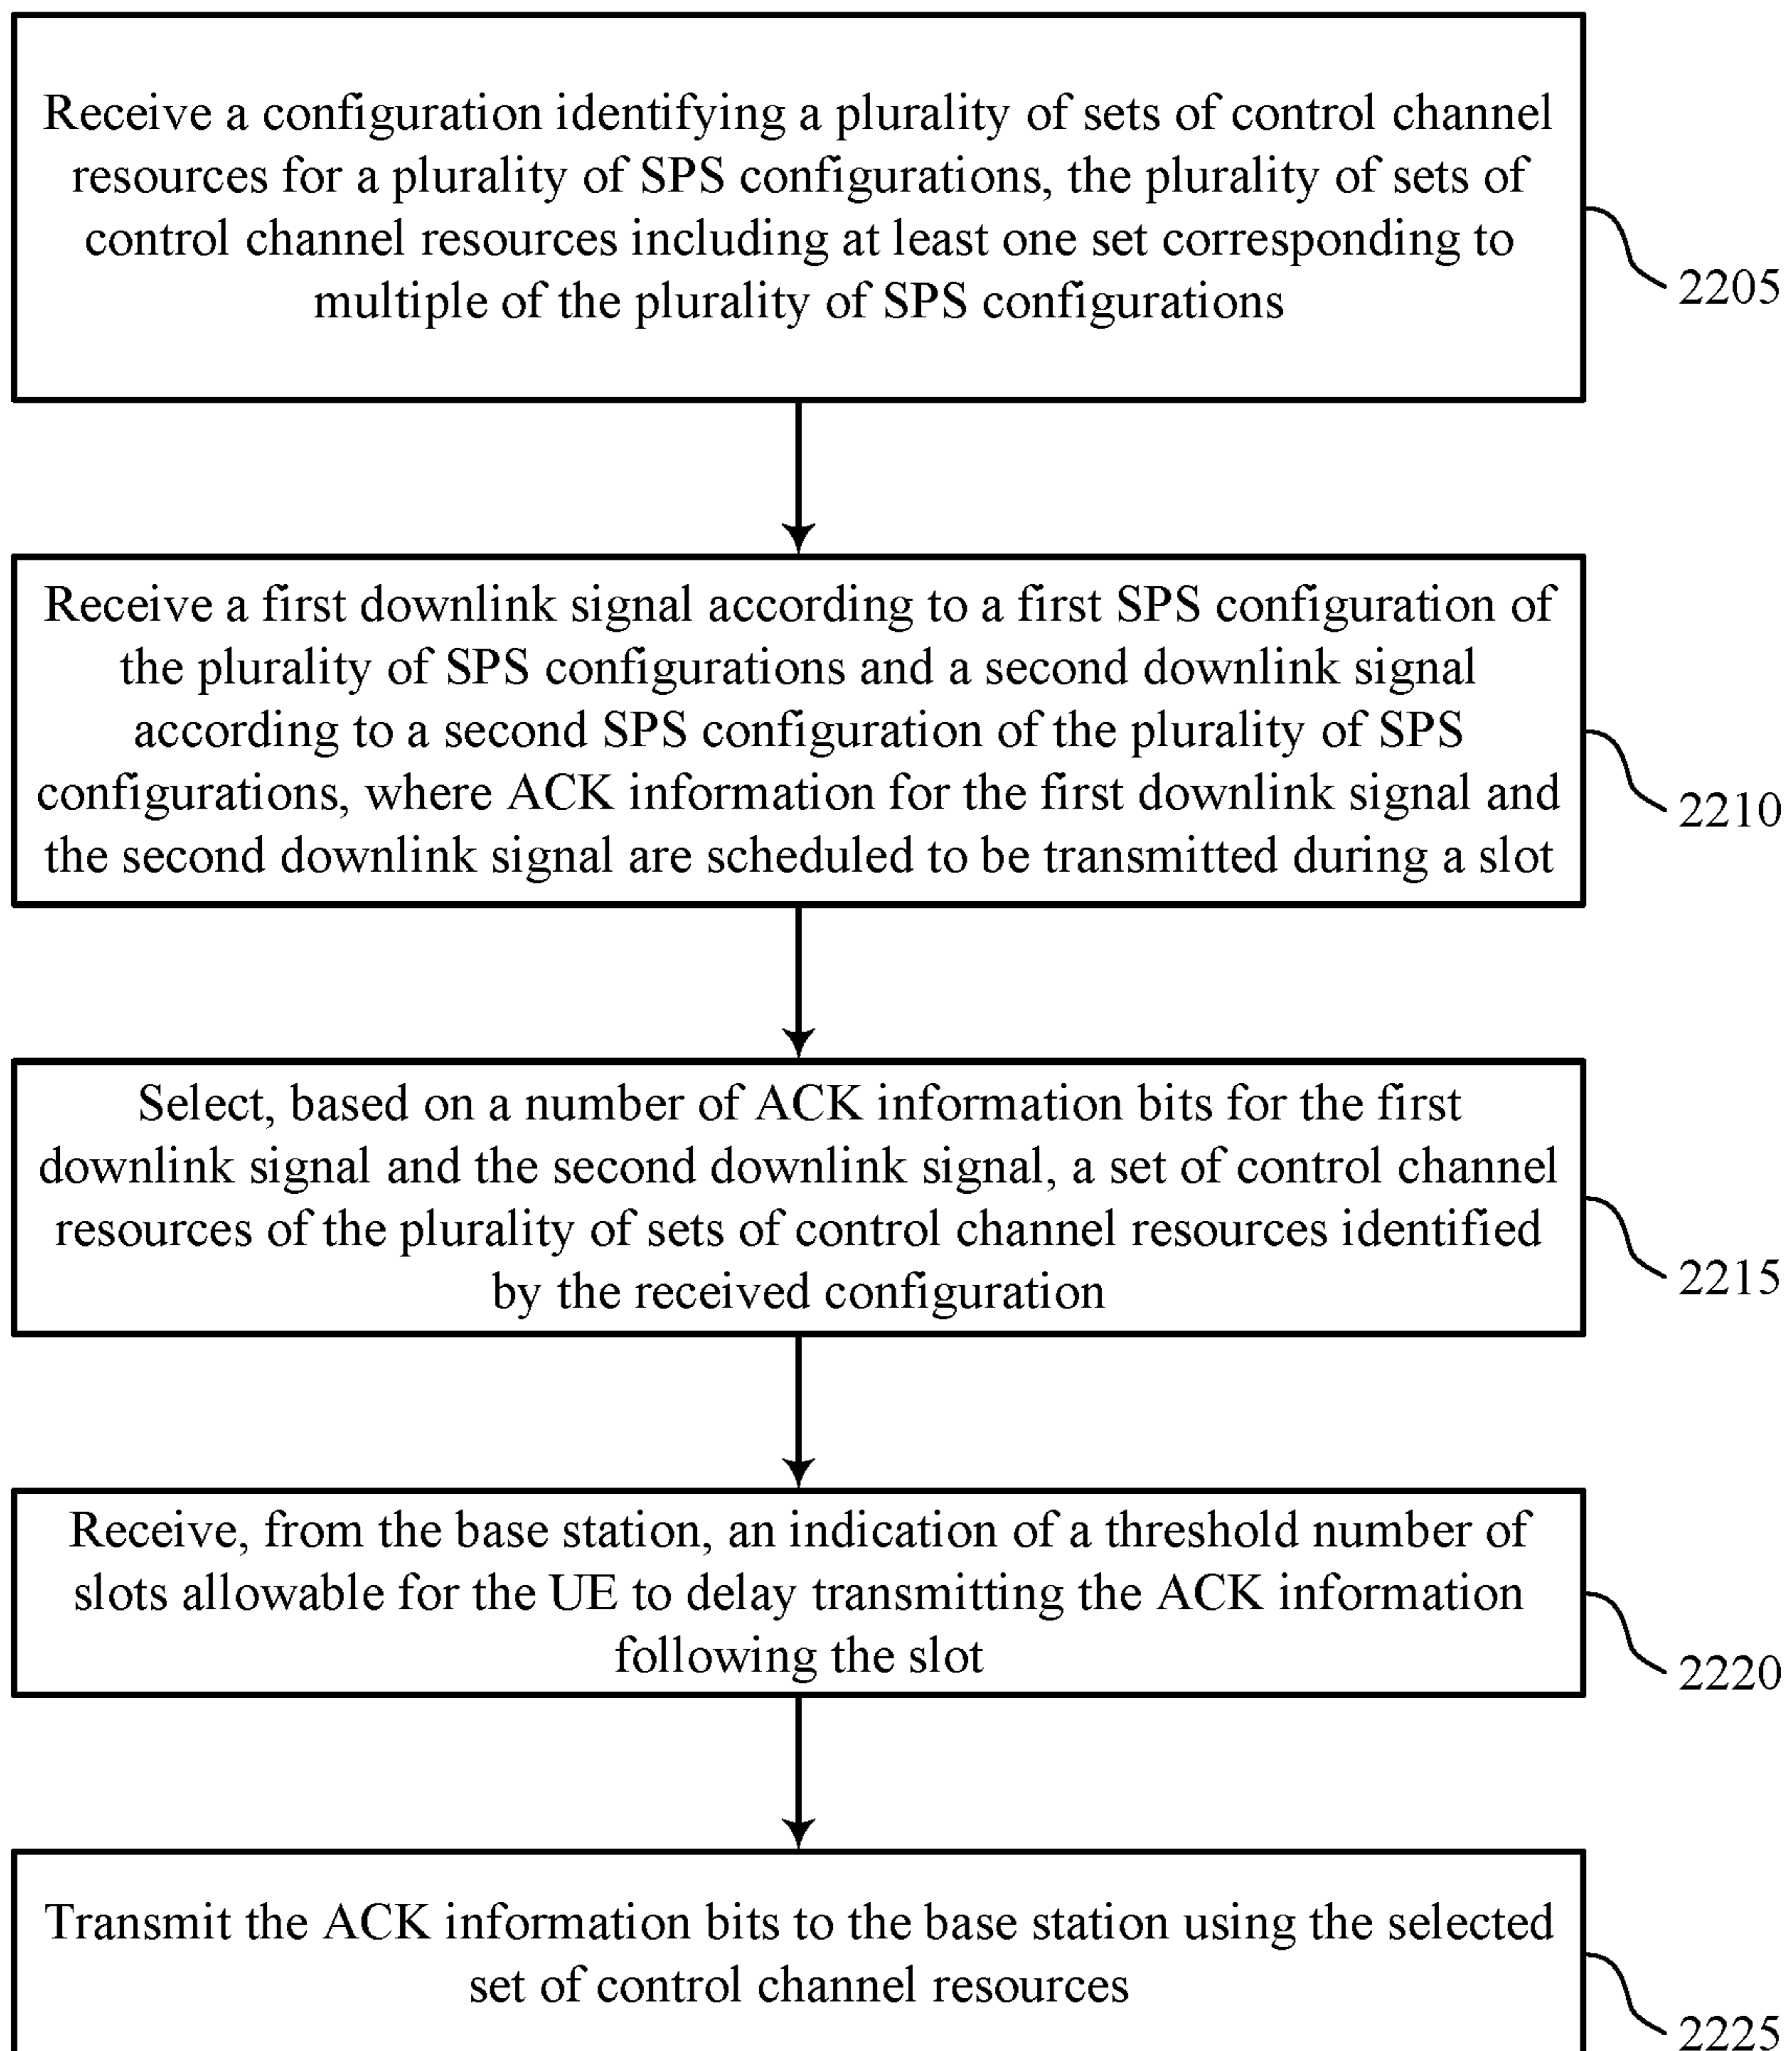 Receive a configuration identifying a plurality of sets of control channel
resources for a plurality of SPS configurations, the plurality of sets of
control channel resources including at least one set corresponding to
multiple of the plurality of SPS configurations
2205
Receive a first downlink signal according to a first SPS configuration of
the plurality of SPS configurations and a second downlink signal
according to a second SPS configuration of the plurality of SPS
configurations, where ACK information for the first downlink signal and
the second downlink signal are scheduled to be transmitted during a slot
2210
Select, based on a number of ACK information bits for the first
downlink signal and the second downlink signal, a set of control channel
resources of the plurality of sets of control channel resources identified
by the received configuration
2215
Receive, from the base station, an indication of a threshold number of
slots allowable for the UE to delay transmitting the ACK information
following the slot
2220
Transmit the ACK information bits to the base station using the selected
set of control channel resources
2225